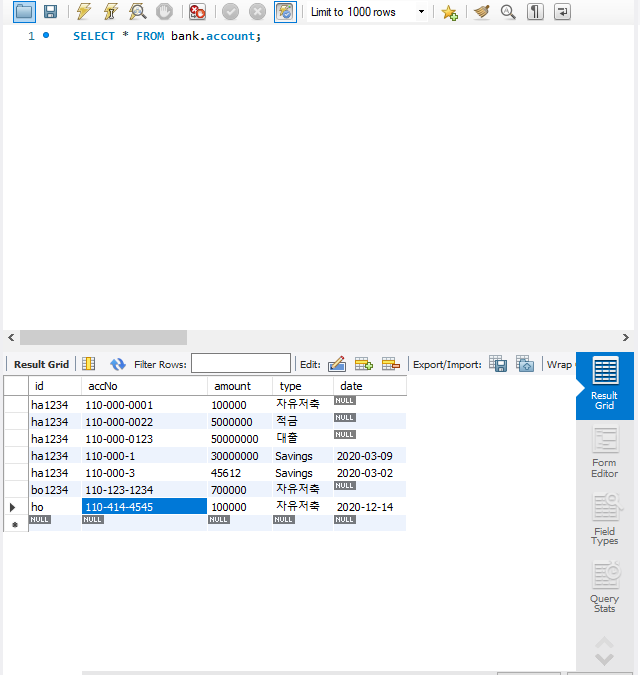 Limit to 1000 rows
1 SELECT * FROM bank.account;
Result Grid Filter Rows: Edit: Export/Import: Wrap
id accNo amount type date
ha1234 110-000-0001 100000 자유저축 NULL
ha1234 110-000-0022 5000000 적금 NULL
ha1234 110-000-0123 50000000 대출 NULL
ha1234 110-000-1 30000000 Savings 2020-03-09
ha1234 110-000-3 45612 Savings 2020-03-02
bo1234 110-123-1234 700000 자유저축 NULL
ho 110-414-4545 100000 자유저축 2020-12-14
NULL NULL NULL NULL NULL
Result
Grid
Form
Editor
Field
Types
Query
Stats